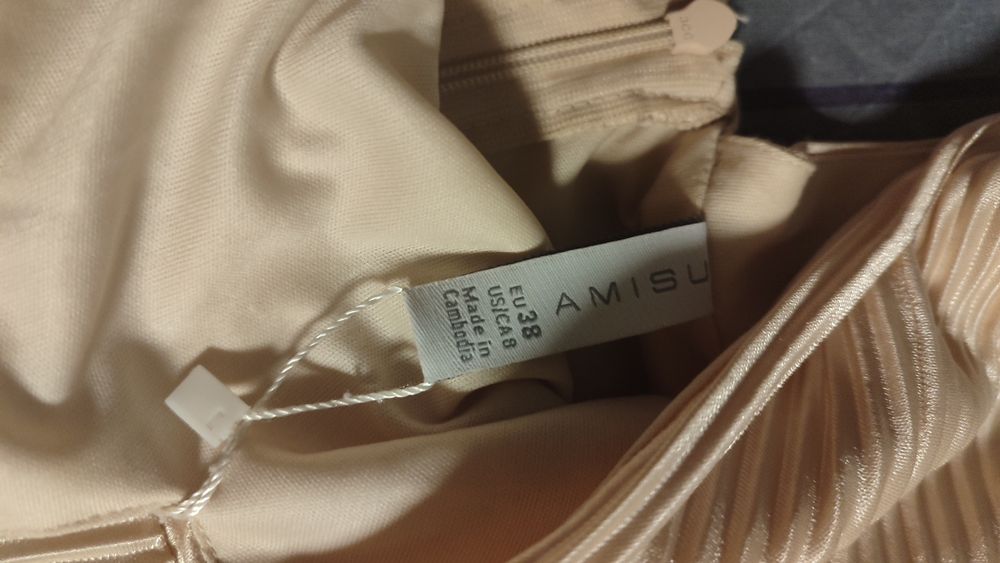 AMISU
EU 38
US/CA 8
Made in
Cambodia